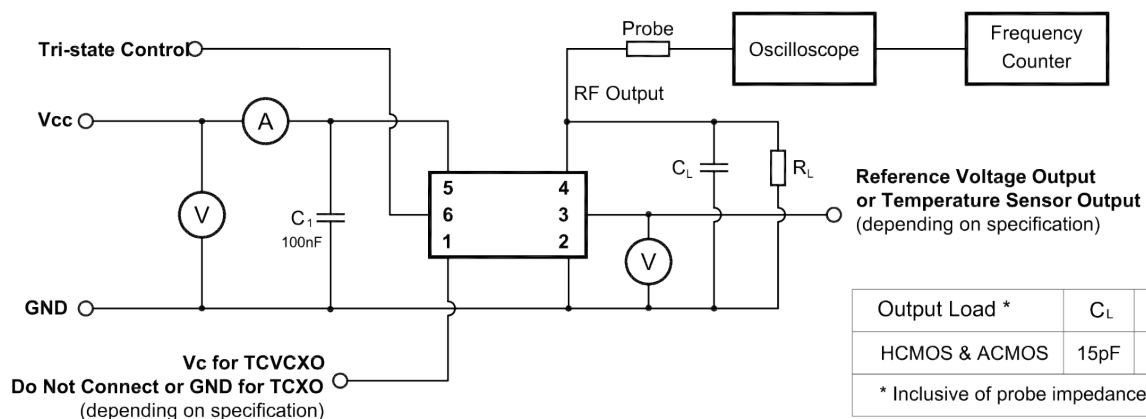 Tri-state Control
Probe
Oscilloscope
Frequency
Counter
RF Output
Vcc
A
V
C1
100nF
5
4
6
3
1
2
CL
RL
V
Reference Voltage Output
or Temperature Sensor Output
(depending on specification)
GND
Vc for TCVCXO
Do Not Connect or GND for TCXO
(depending on specification)
Output Load * CL
HCMOS & ACMOS 15pF
* Inclusive of probe impedance